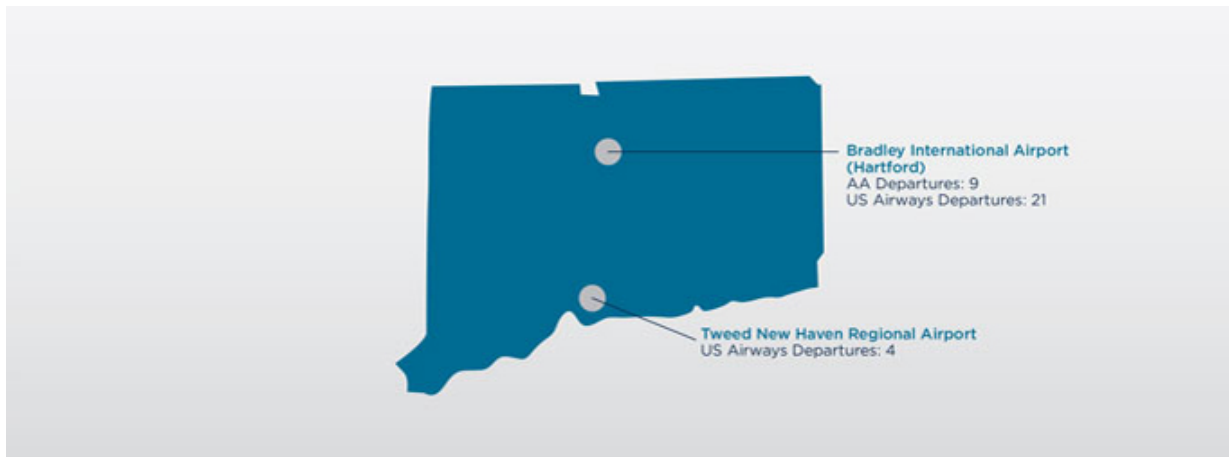 Bradley International Airport
(Hartford)
AA Departures: 9
US Airways Departures: 21
Tweed New Haven Regional Airport
US Airways Departures: 4